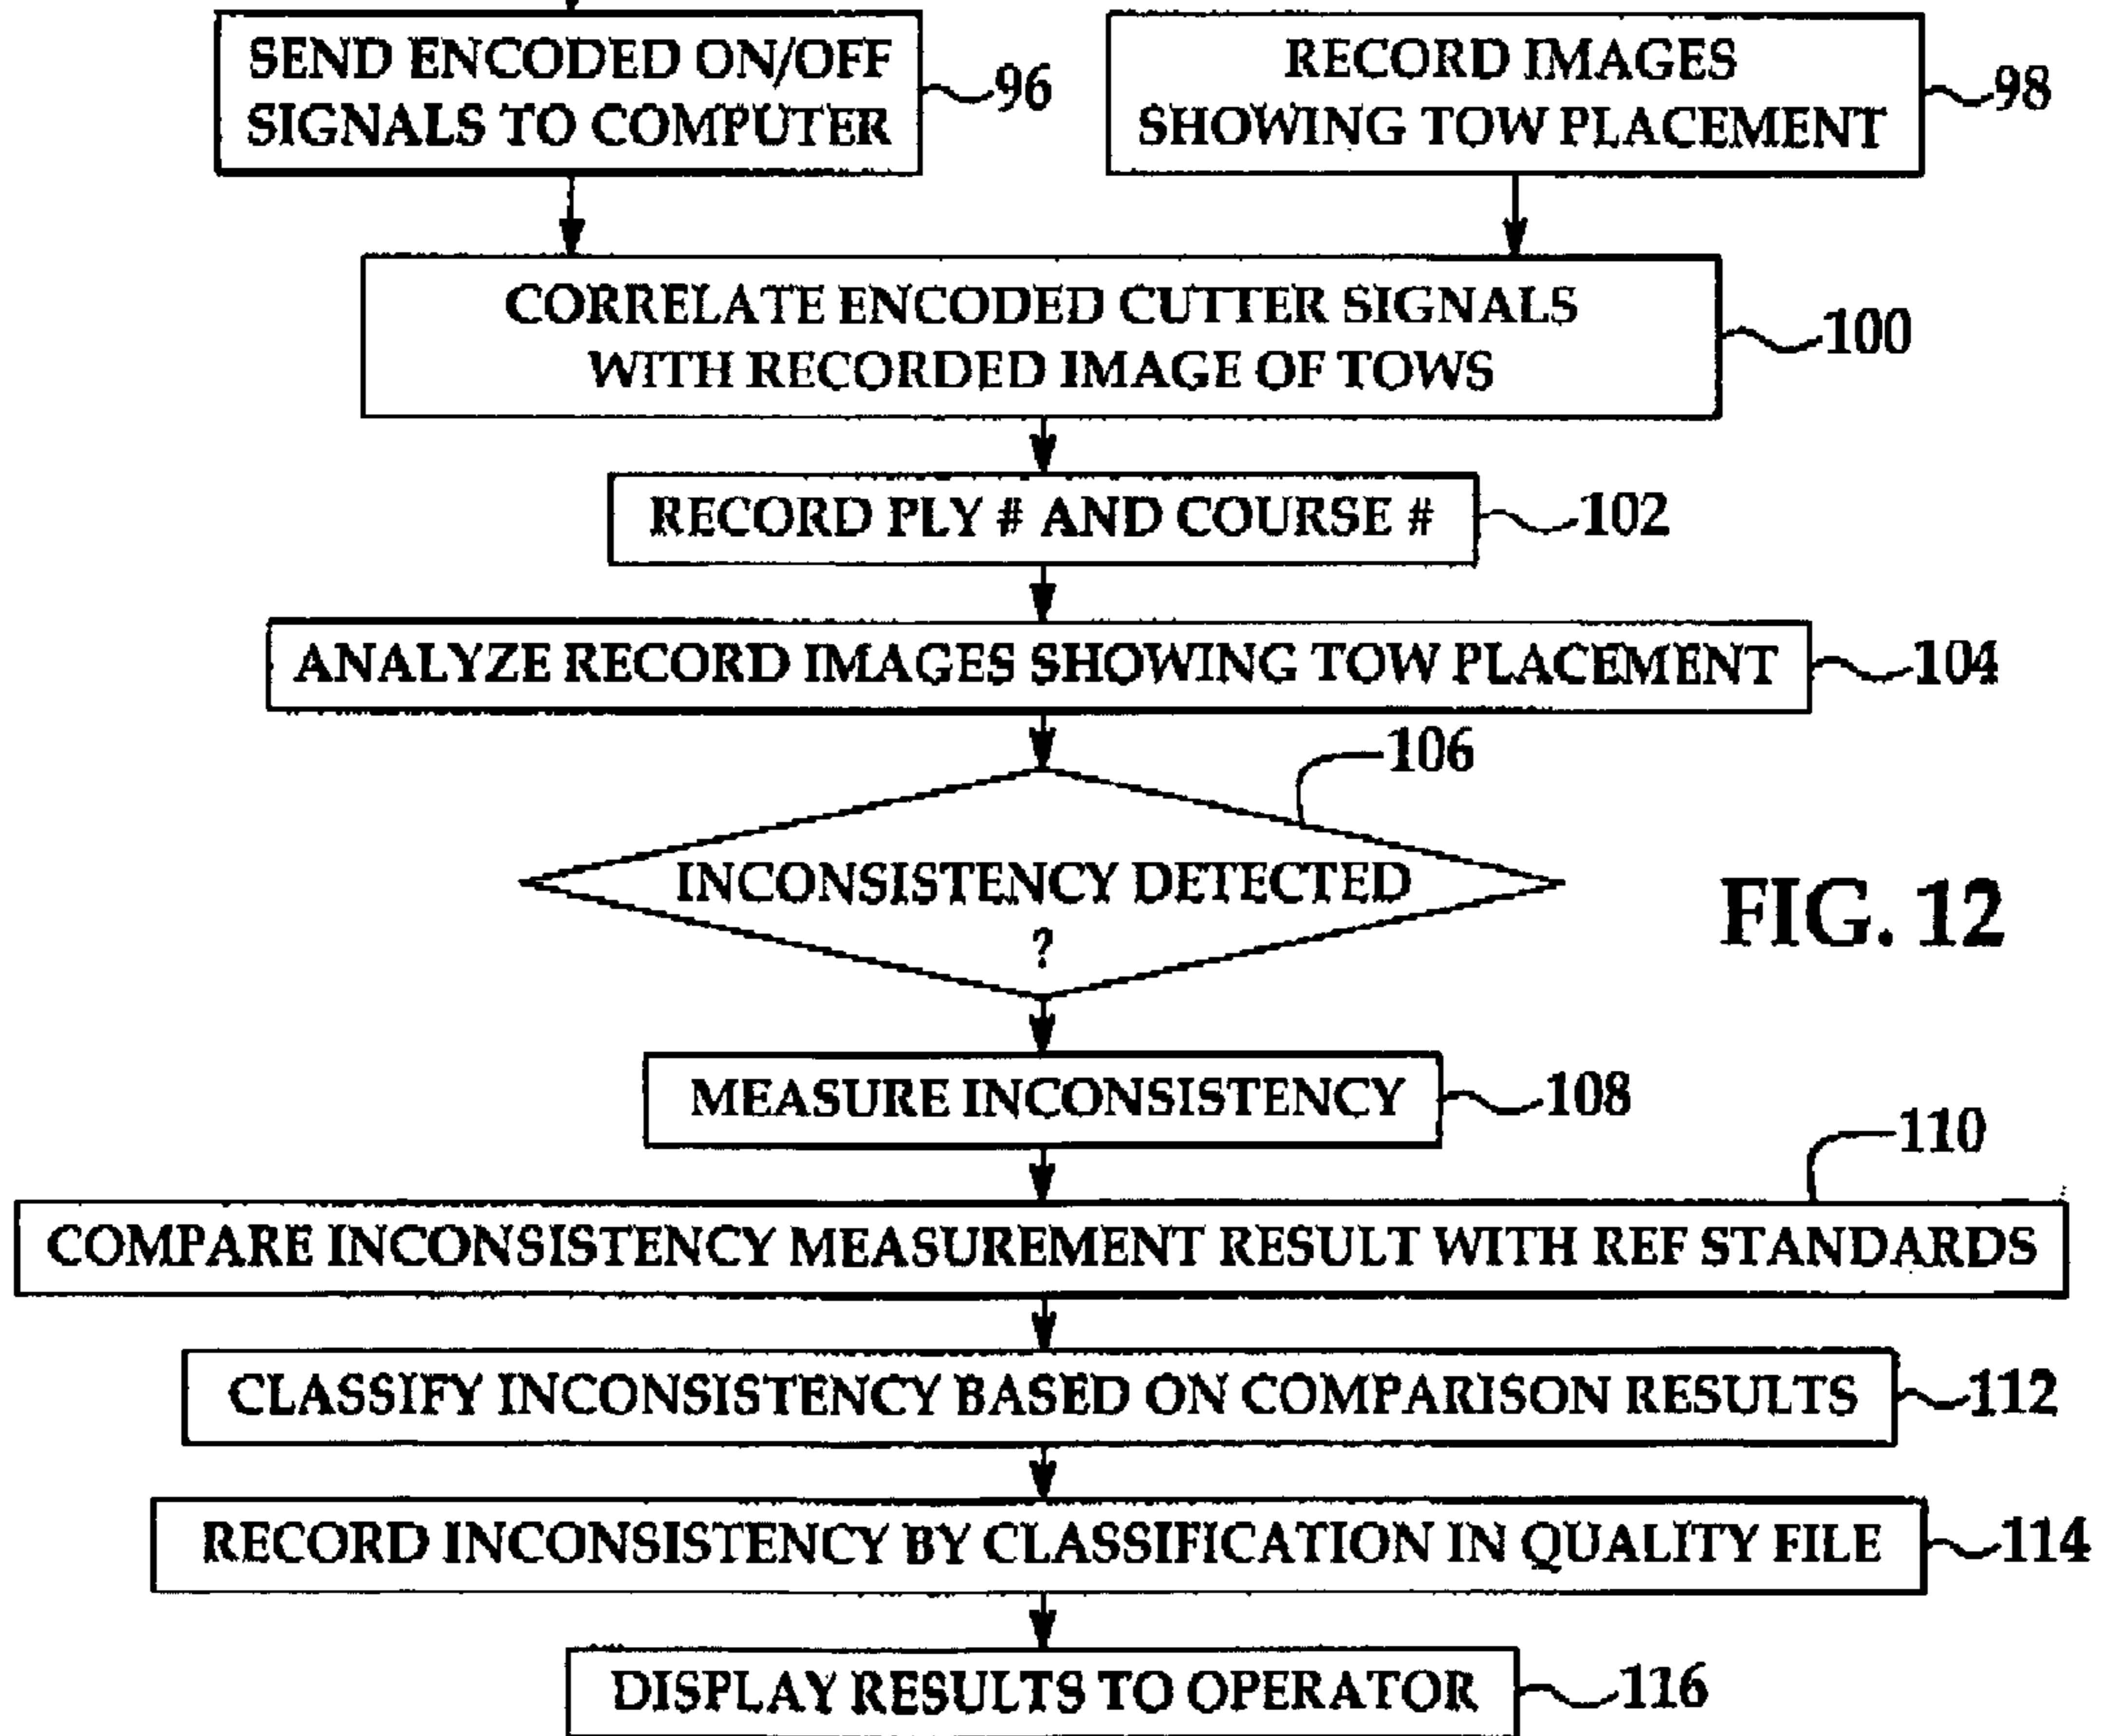 SEND ENCODED ON/OFF
SIGNALS TO COMPUTER
96
RECORD IMAGES
SHOWING TOW PLACEMENT
98
CORRELATE ENCODED CUTTER SIGNALS
WITH RECORDED IMAGE OF TOWS
100
RECORD PLY # AND COURSE #
102
ANALYZE RECORD IMAGES SHOWING TOW PLACEMENT
104
106
INCONSISTENCY DETECTED
?
FIG. 12
MEASURE INCONSISTENCY
108
110
COMPARE INCONSISTENCY MEASUREMENT RESULT WITH REF STANDARDS
CLASSIFY INCONSISTENCY BASED ON COMPARISON RESULTS
112
RECORD INCONSISTENCY BY CLASSIFICATION IN QUALITY FILE
114
DISPLAY RESULTS TO OPERATOR
116